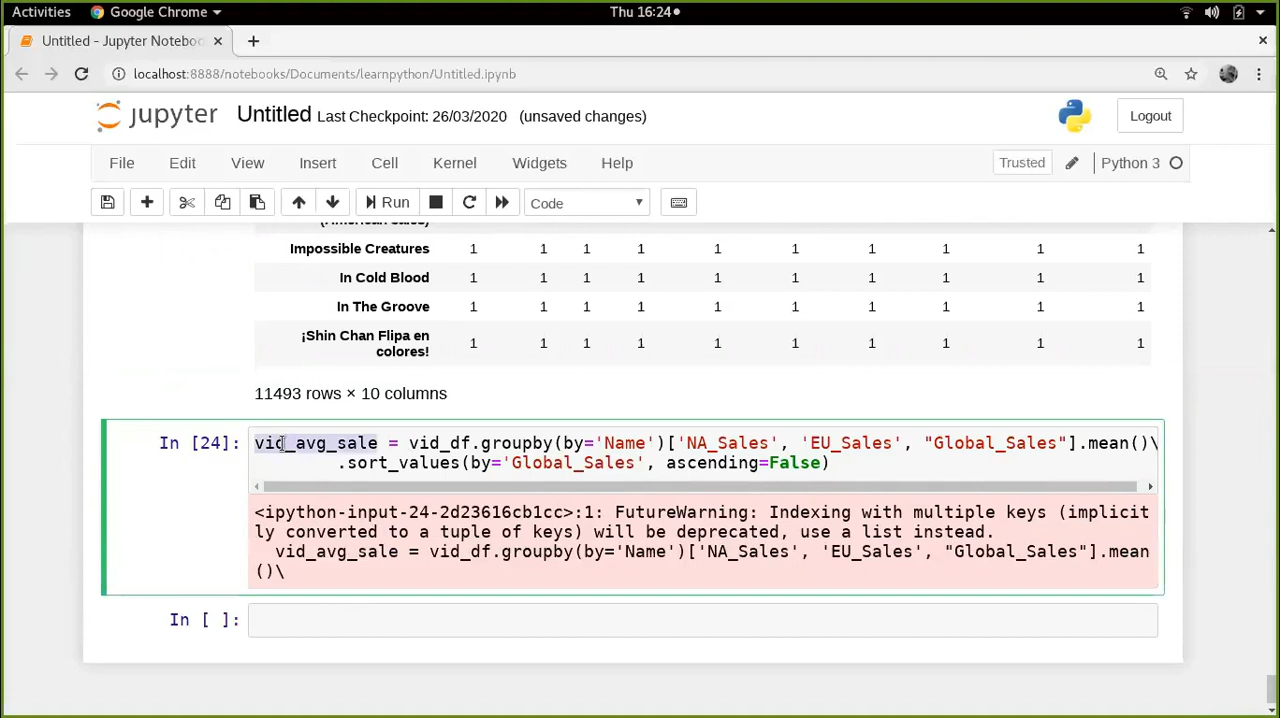 Activities Google Chrome Thu 16:24
Untitled - Jupyter Noteboo
localhost:8888/notebooks/Documents/learnpython/Untitled.ipynb
jupyter Untitled Last Checkpoint: 26/03/2020 (unsaved changes) Logout
File Edit View Insert Cell Kernel Widgets Help Trusted Python 3
Run Code
(American sales)
Impossible Creatures 1 1 1 1 1 1 1 1 1 1
In Cold Blood 1 1 1 1 1 1 1 1 1 1
In The Groove 1 1 1 1 1 1 1 1 1 1
¡Shin Chan Flipa en
colores! 1 1 1 1 1 1 1 1 1 1
11493 rows × 10 columns
In [24]: vid_avg_sale = vid_df.groupby(by='Name')['NA_Sales', 'EU_Sales', "Global_Sales"].mean()\
.sort_values(by='Global_Sales', ascending=False)
<ipython-input-24-2d23616cb1cc>:1: FutureWarning: Indexing with multiple keys (implicit
ly converted to a tuple of keys) will be deprecated, use a list instead.
vid_avg_sale = vid_df.groupby(by='Name')['NA_Sales', 'EU_Sales', "Global_Sales"].mean
()\
In [ ]: